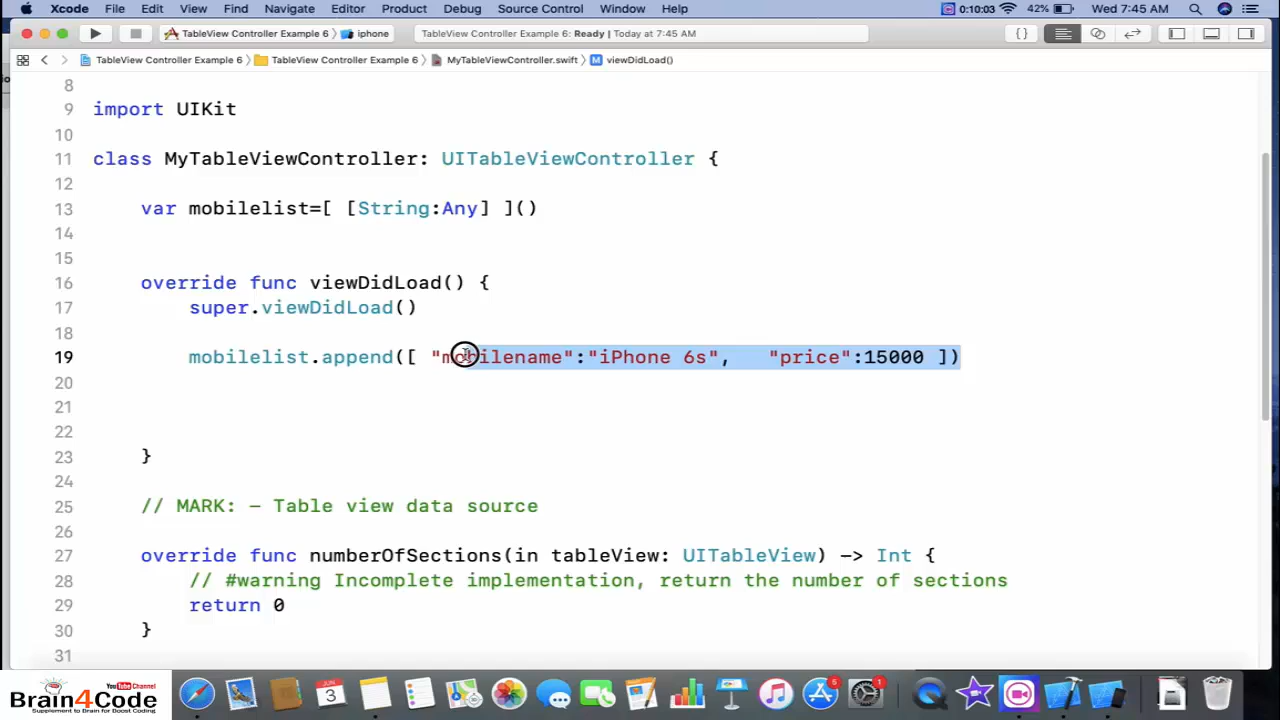 Xcode File Edit View Find Navigate Editor Product Debug Source Control Window Help 0:10:03 42% Wed 7:45 AM
TableView Controller Example 6 iphone TableView Controller Example 6: Ready | Today at 7:45 AM { }
TableView Controller Example 6 TableView Controller Example 6 MyTableViewController.swift M viewDidLoad()
8
9 import UIKit
10
11 class MyTableViewController: UITableViewController {
12
13 var mobilelist=[ [String:Any] ]()
14
15
16 override func viewDidLoad() {
17 super.viewDidLoad()
18
19 mobilelist.append([ "mobilename":"iPhone 6s", "price":15000 ])
20
21
22
23 }
24
25 // MARK: - Table view data source
26
27 override func numberOfSections(in tableView: UITableView) -> Int {
28 // #warning Incomplete implementation, return the number of sections
29 return 0
30 }
31
YouTube Channel
Brain4Code
Supplement to Brain for Boost Coding
JUN
3
5
1